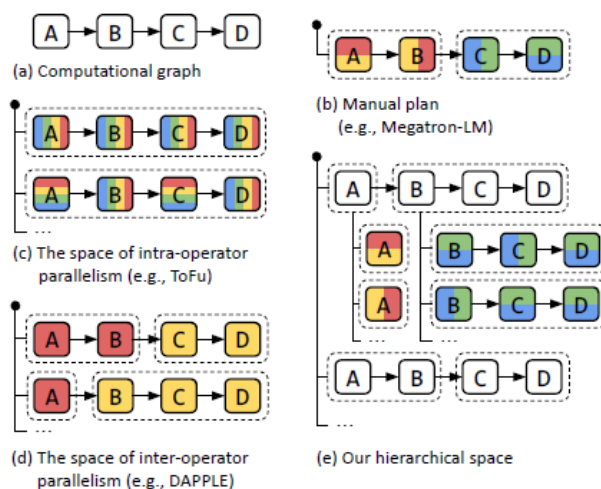 A B C D
(a) Computational graph
A B C D
(b) Manual plan
(e.g., Megatron-LM)
A B C D
A B C D
...
(c) The space of intra-operator
parallelism (e.g., ToFu)
A B C D
A B C D
...
(d) The space of inter-operator
parallelism (e.g., DAPPLE)
A B C D
A B C D
A B C D
... ...
A B C D
...
(e) Our hierarchical space